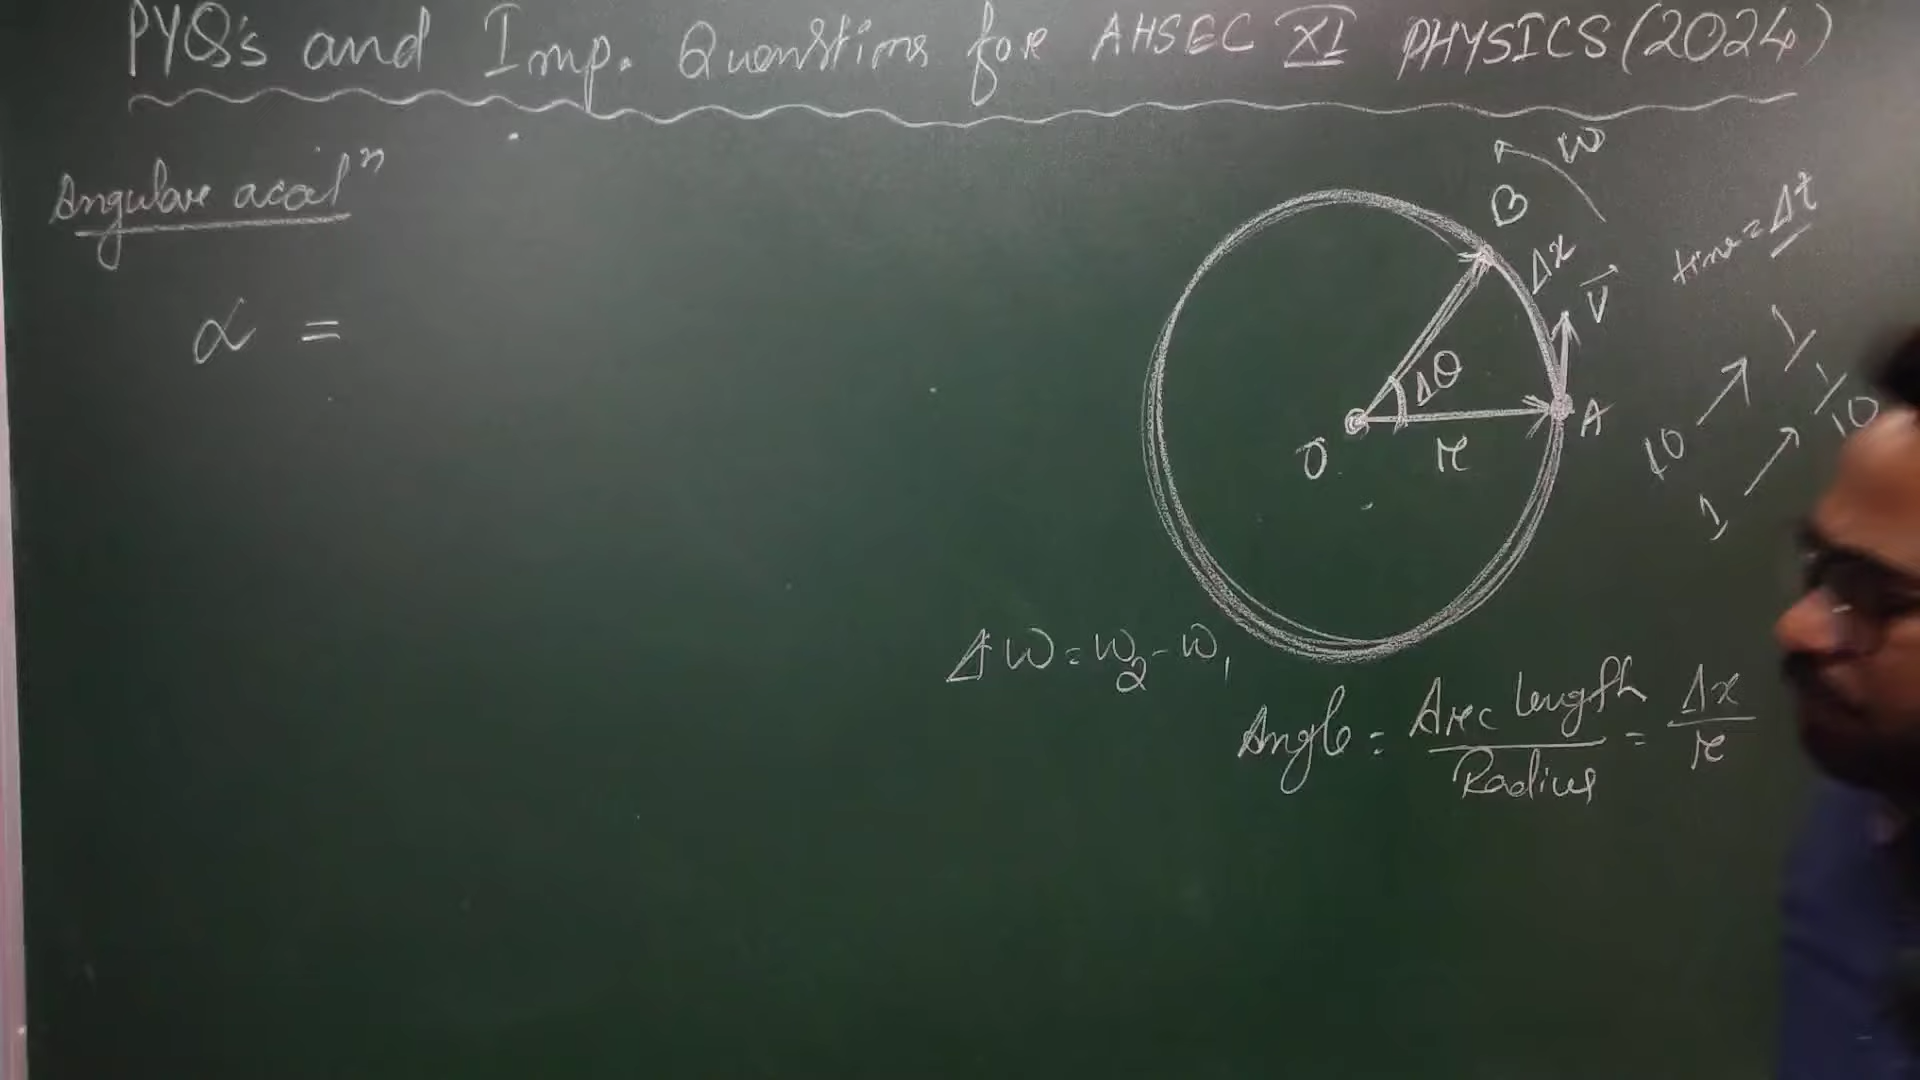 PYQ's and Imp. Questions for AHSEC XI PHYSICS (2024)
Angular accelⁿ
α =
ω
B
Δx
V⃗
time = Δt
Δθ
O
r
A
10
1
1
1/10
Δω = ω₂ - ω₁
Angle = Arc length / Radius = Δx / r